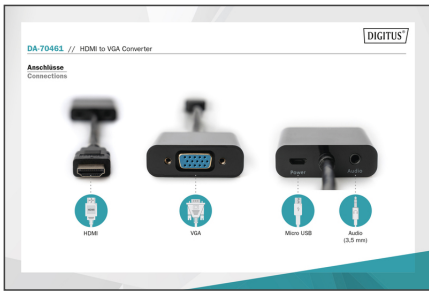 DIGITUS®
DA-70461 // HDMI to VGA Converter
Anschlüsse
Connections
Power
Audio
HDMI
HDMI
VGA
Micro USB
Audio
(3,5 mm)